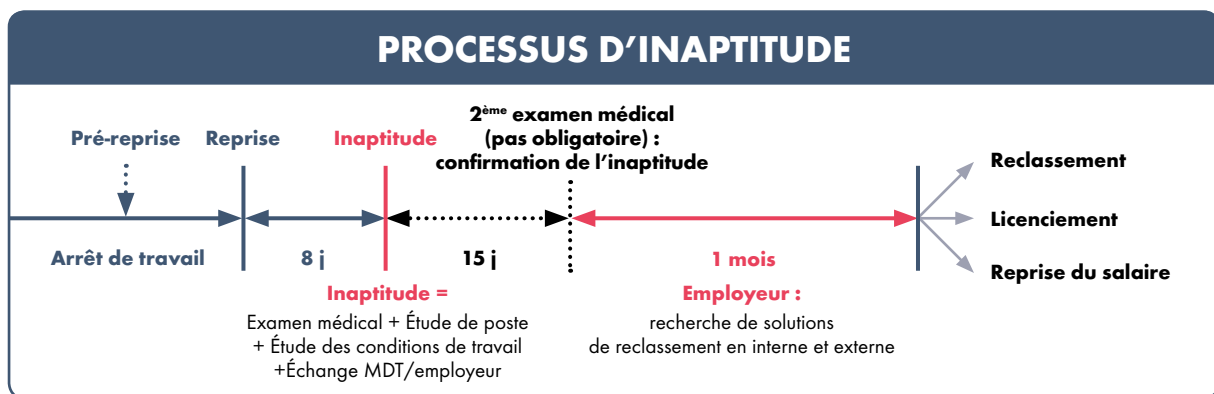 PROCESSUS D’INAPTITUDE
2ème examen médical
(pas obligatoire) :
confirmation de l’inaptitude
Pré-reprise
Reprise
Inaptitude
Reclassement
Licenciement
Reprise du salaire
Arrêt de travail
8 j
15 j
1 mois
Inaptitude =
Examen médical + Étude de poste
+ Étude des conditions de travail
+Échange MDT/employeur
Employeur :
recherche de solutions
de reclassement en interne et externe